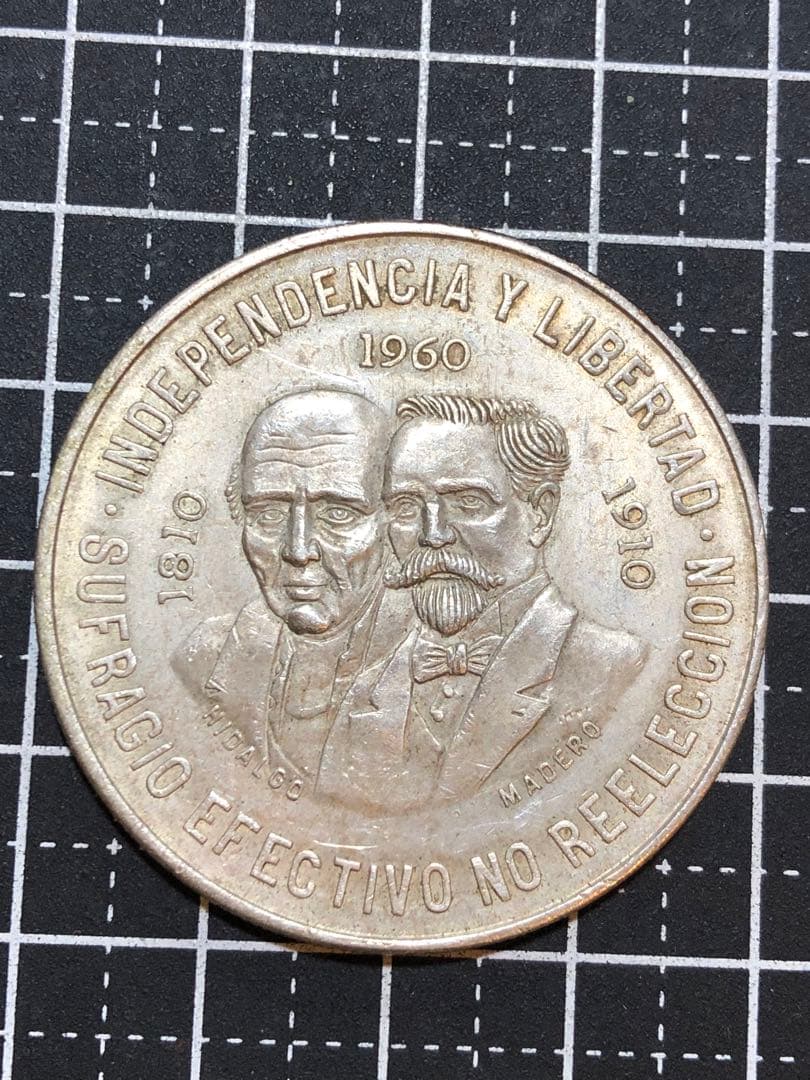 · INDEPENDENCIA Y LIBERTAD ·
1960
1810
1910
HIDALGO
MADERO
SUFRAGIO EFECTIVO NO REELECCION